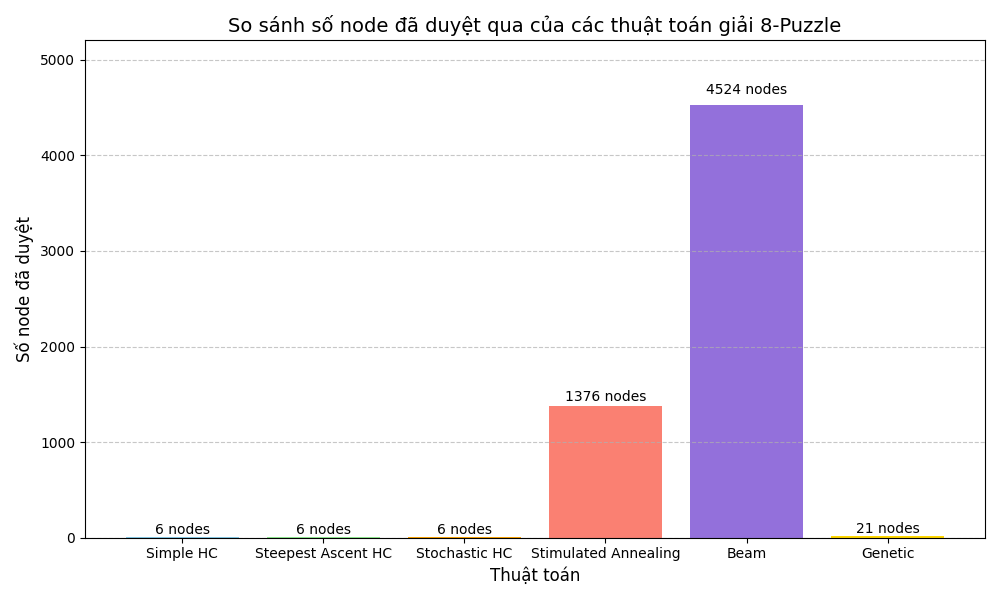 So sánh số node đã duyệt qua của các thuật toán giải 8-Puzzle
Số node đã duyệt
5000
4000
3000
2000
1000
0
6 nodes
6 nodes
6 nodes
1376 nodes
4524 nodes
21 nodes
Simple HC
Steepest Ascent HC
Stochastic HC
Stimulated Annealing
Beam
Genetic
Thuật toán